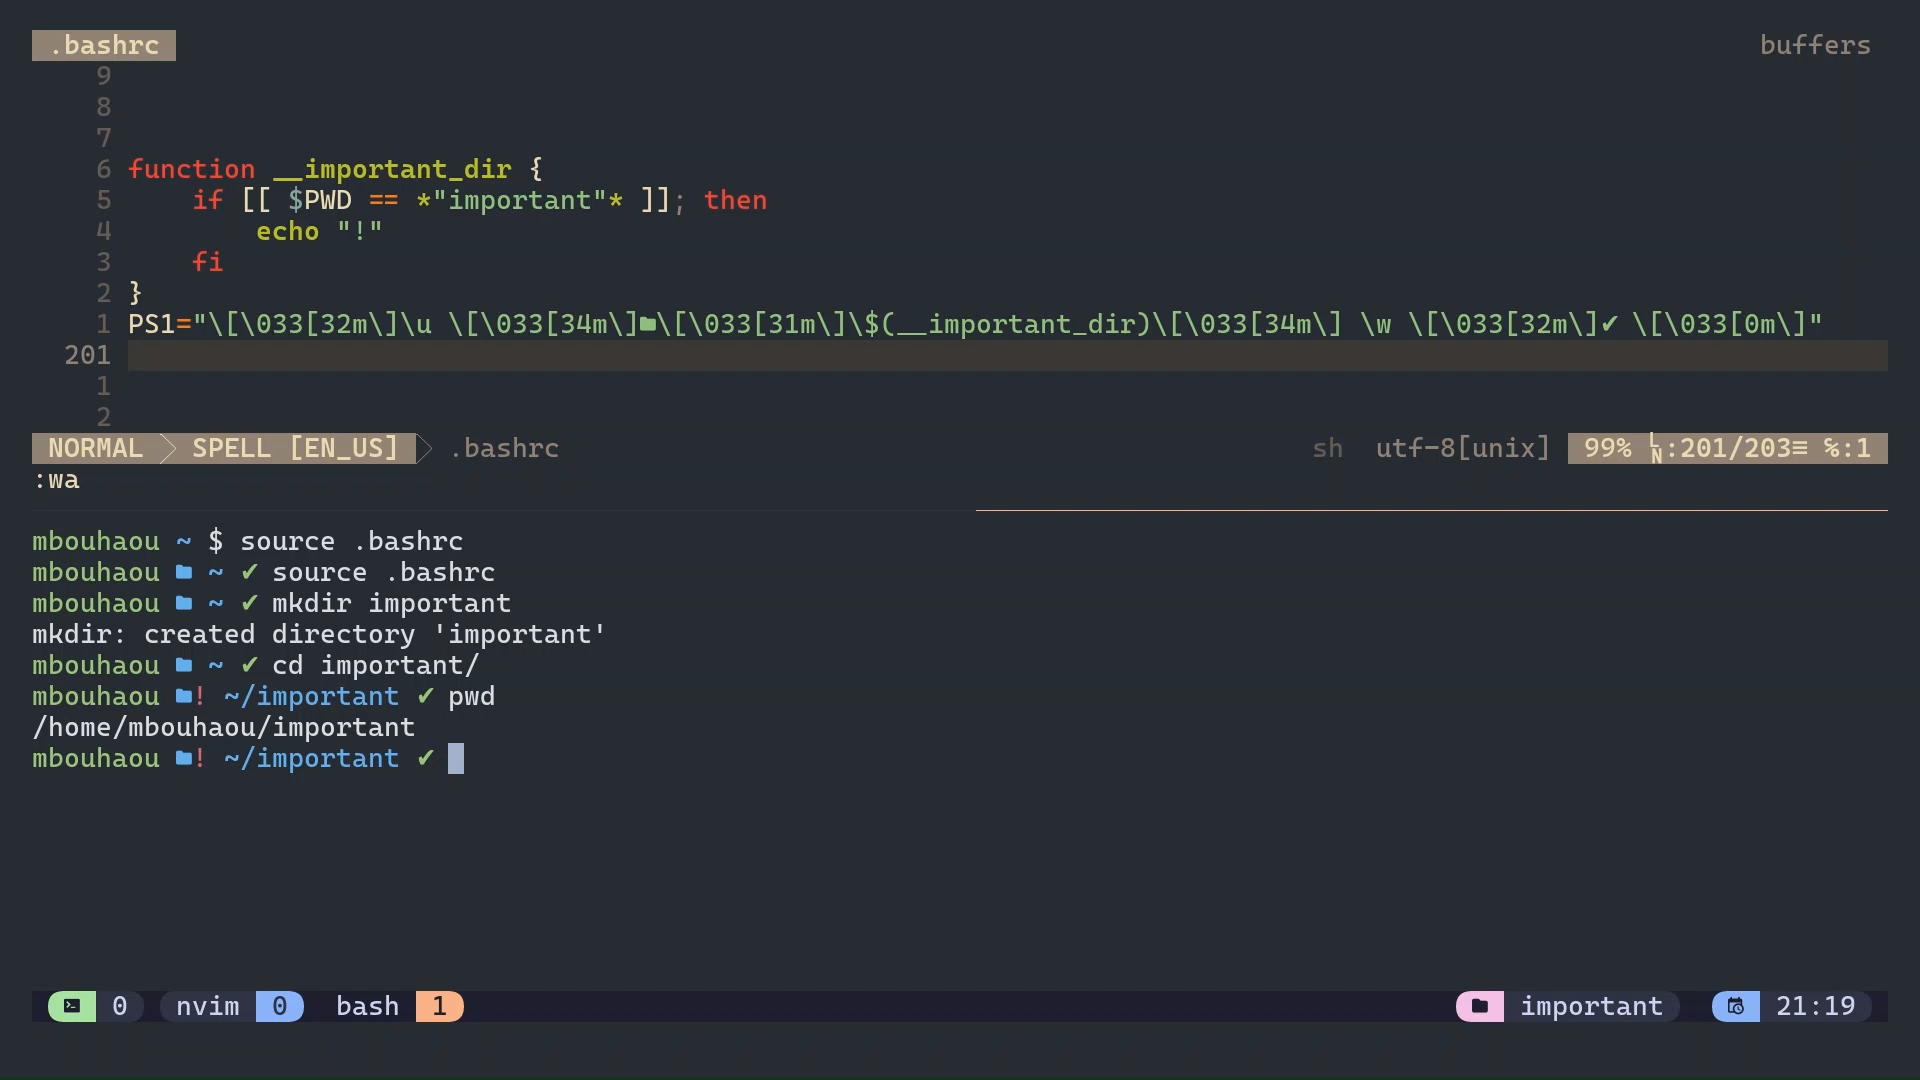 .bashrc buffers
9
8
7
6 function __important_dir {
5     if [[ $PWD == *"important"* ]]; then
4         echo "!"
3     fi
2 }
1 PS1="\[\033[32m\]\u \[\033[34m\]\[\033[31m\]\$(__important_dir)\[\033[34m\] \w \[\033[32m\]✔ \[\033[0m\]"
201
1
2
NORMAL SPELL [EN_US] .bashrc sh utf-8[unix] 99% ␤:201/203≡ ℅:1
:wa
mbouhaou ~ $ source .bashrc
mbouhaou ~ ✔ source .bashrc
mbouhaou ~ ✔ mkdir important
mkdir: created directory 'important'
mbouhaou ~ ✔ cd important/
mbouhaou ! ~/important ✔ pwd
/home/mbouhaou/important
mbouhaou ! ~/important ✔
0 nvim 0 bash 1 important 21:19